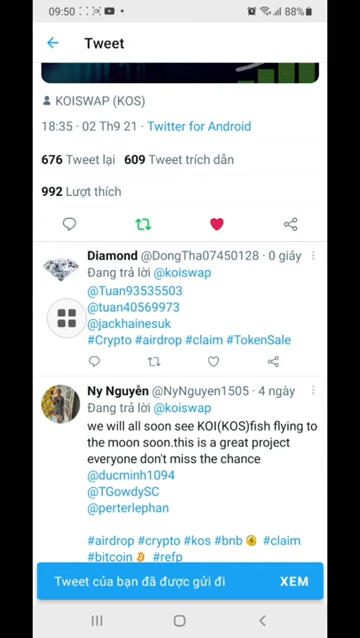 09:50
88%
Tweet
KOISWAP (KOS)
18:35 · 02 Th9 21 · Twitter for Android
676 Tweet lại 609 Tweet trích dẫn
992 Lượt thích
Diamond @DongTha07450128 · 0 giây
Đang trả lời @koiswap
@Tuan93535503
@tuan40569973
@jackhainesuk
#Crypto #airdrop #claim #TokenSale
Ny Nguyễn @NyNguyen1505 · 4 ngày
Đang trả lời @koiswap
we will all soon see KOI(KOS)fish flying to
the moon soon.this is a great project
everyone don't miss the chance
@ducminh1094
@TGowdySC
@perterlephan
#airdrop #crypto #kos #bnb #claim
#bitcoin #refp
Tweet của bạn đã được gửi đi XEM